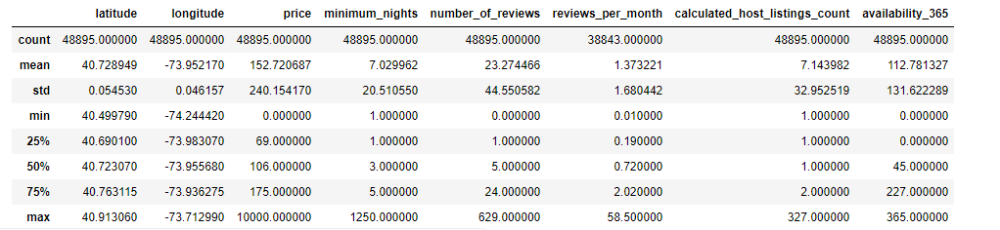 latitude longitude price minimum_nights number_of_reviews reviews_per_month calculated_host_listings_count availability_365
count 48895.000000 48895.000000 48895.000000 48895.000000 48895.000000 38843.000000 48895.000000 48895.000000
mean 40.728949 -73.952170 152.720687 7.029962 23.274466 1.373221 7.143982 112.781327
std 0.054530 0.046157 240.154170 20.510550 44.550582 1.680442 32.952519 131.622289
min 40.499790 -74.244420 0.000000 1.000000 0.000000 0.010000 1.000000 0.000000
25% 40.690100 -73.983070 69.000000 1.000000 1.000000 0.190000 1.000000 0.000000
50% 40.723070 -73.955680 106.000000 3.000000 5.000000 0.720000 1.000000 45.000000
75% 40.763115 -73.936275 175.000000 5.000000 24.000000 2.020000 2.000000 227.000000
max 40.913060 -73.712990 10000.000000 1250.000000 629.000000 58.500000 327.000000 365.000000